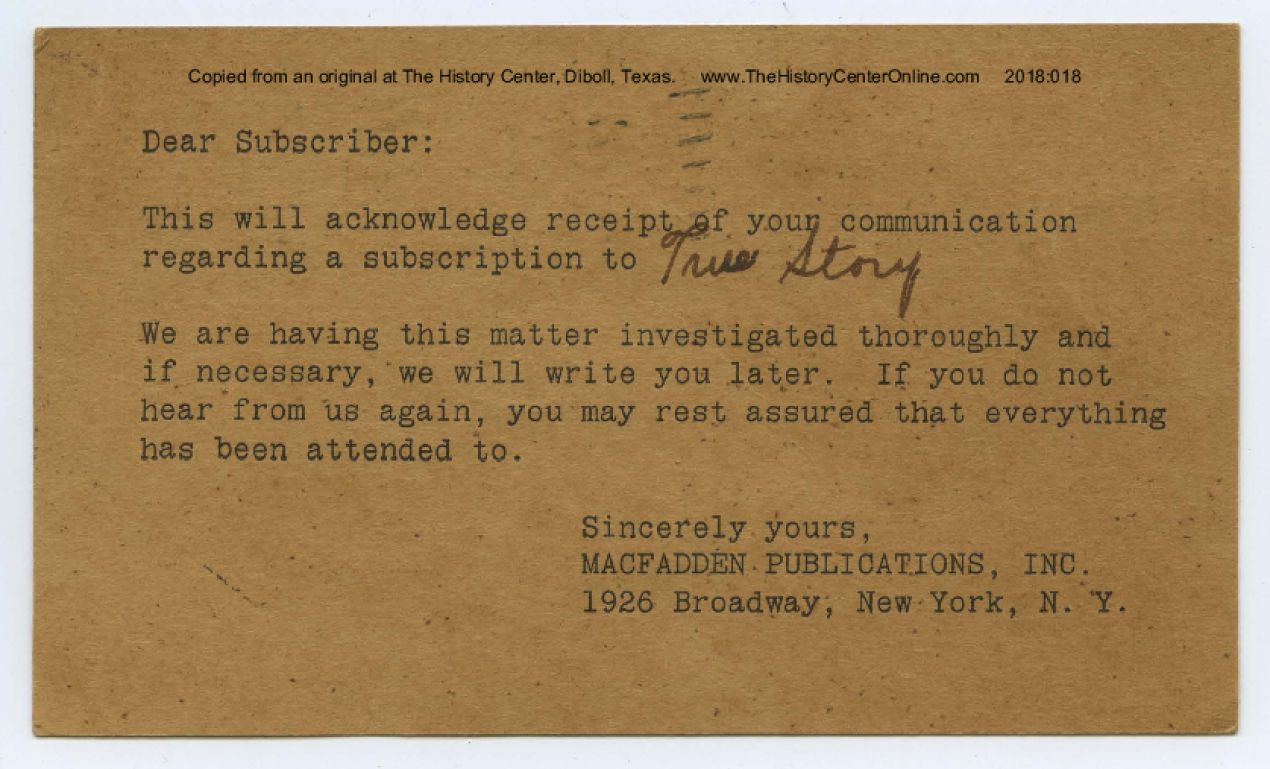 Copied from an original at The History Center, Diboll, Texas. www.TheHistoryCenterOnline.com 2018:018
Dear Subscriber:
This will acknowledge receipt of your communication
regarding a subscription to True Story
We are having this matter investigated thoroughly and
if necessary, we will write you later. If you do not
hear from us again, you may rest assured that everything
has been attended to.
Sincerely yours,
MACFADDEN PUBLICATIONS, INC.
1926 Broadway, New York, N. Y.